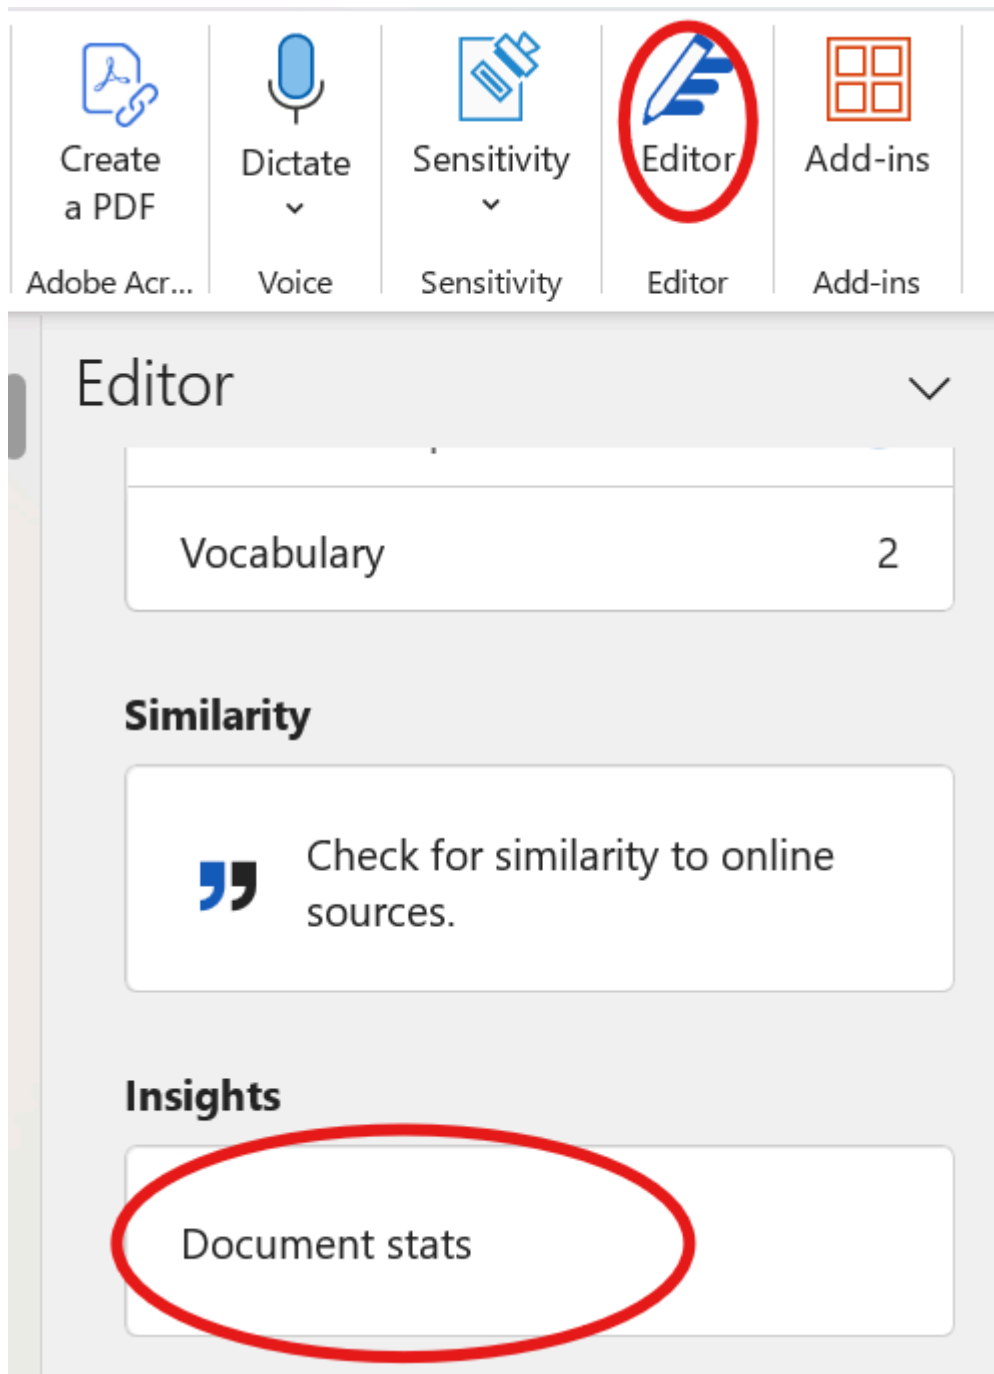 Create
a PDF
Dictate
Sensitivity
Editor
Add-ins
Adobe Acr...
Voice
Sensitivity
Editor
Add-ins
Editor
Vocabulary 2
Similarity
Check for similarity to online
sources.
Insights
Document stats